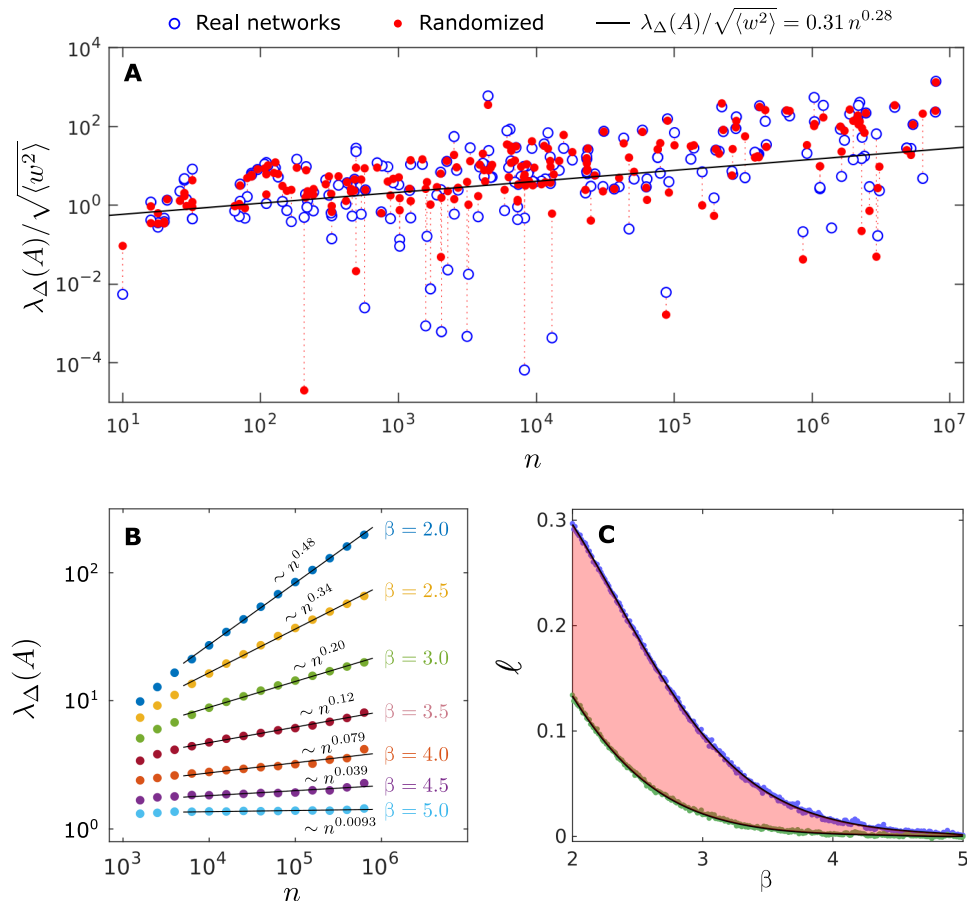 Real networks Randomized λ_Δ(A)/√⟨w²⟩ = 0.31 n^0.28
A
λ_Δ(A)/√⟨w²⟩
10^4
10^2
10^0
10^−2
10^−4
10^1 10^2 10^3 10^4 10^5 10^6 10^7
n
B
λ_Δ(A)
10^2
10^1
10^0
∼ n^0.48
∼ n^0.34
∼ n^0.20
∼ n^0.12
∼ n^0.079
∼ n^0.039
∼ n^0.0093
β = 2.0
β = 2.5
β = 3.0
β = 3.5
β = 4.0
β = 4.5
β = 5.0
10^3 10^4 10^5 10^6
n
C
ℓ
0.3
0.2
0.1
0
2 3 4 5
β